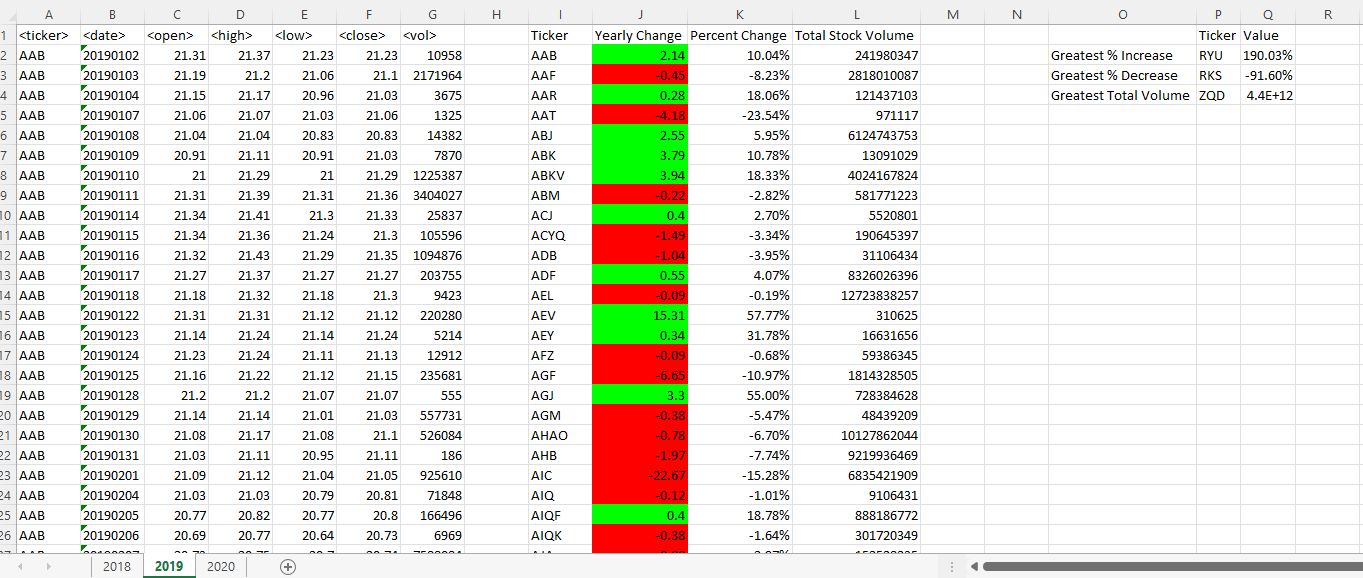 A B C D E F G H I J K L M N O P Q R
1 <ticker> <date> <open> <high> <low> <close> <vol> Ticker Yearly Change Percent Change Total Stock Volume Ticker Value
2 AAB 20190102 21.31 21.37 21.23 21.23 10958 AAB 2.14 10.04% 241980347 Greatest % Increase RYU 190.03%
3 AAB 20190103 21.19 21.2 21.06 21.1 2171964 AAF -0.45 -8.23% 2818010087 Greatest % Decrease RKS -91.60%
4 AAB 20190104 21.15 21.17 20.96 21.03 3675 AAR 0.28 18.06% 121437103 Greatest Total Volume ZQD 4.4E+12
5 AAB 20190107 21.06 21.07 21.03 21.06 1325 AAT -4.18 -23.54% 971117
6 AAB 20190108 21.04 21.04 20.83 20.83 14382 ABJ 2.55 5.95% 6124743753
7 AAB 20190109 20.91 21.11 20.91 21.03 7870 ABK 3.79 10.78% 13091029
8 AAB 20190110 21 21.29 21 21.29 1225387 ABKV 3.94 18.33% 4024167824
9 AAB 20190111 21.31 21.39 21.31 21.36 3404027 ABM -0.22 -2.82% 581771223
10 AAB 20190114 21.34 21.41 21.3 21.33 25837 ACJ 0.4 2.70% 5520801
11 AAB 20190115 21.34 21.36 21.24 21.3 105596 ACYQ -1.49 -3.34% 190645397
12 AAB 20190116 21.32 21.43 21.29 21.35 1094876 ADB -1.04 -3.95% 31106434
13 AAB 20190117 21.27 21.37 21.27 21.27 203755 ADF 0.55 4.07% 8326026396
14 AAB 20190118 21.18 21.32 21.18 21.3 9423 AEL -0.09 -0.19% 12723838257
15 AAB 20190122 21.31 21.31 21.12 21.12 220280 AEV 15.31 57.77% 310625
16 AAB 20190123 21.14 21.24 21.14 21.24 5214 AEY 0.34 31.78% 16631656
17 AAB 20190124 21.23 21.24 21.11 21.13 12912 AFZ -0.09 -0.68% 59386345
18 AAB 20190125 21.16 21.22 21.12 21.15 235681 AGF -6.65 -10.97% 1814328505
19 AAB 20190128 21.2 21.2 21.07 21.07 555 AGJ 3.3 55.00% 728384628
20 AAB 20190129 21.14 21.14 21.01 21.03 557731 AGM -0.38 -5.47% 48439209
21 AAB 20190130 21.08 21.17 21.08 21.1 526084 AHAO -0.78 -6.70% 10127862044
22 AAB 20190131 21.03 21.11 20.95 21.11 186 AHB -1.97 -7.74% 9219936469
23 AAB 20190201 21.09 21.12 21.04 21.05 925610 AIC -22.67 -15.28% 6835421909
24 AAB 20190204 21.03 21.03 20.79 20.81 71848 AIQ -0.12 -1.01% 9106431
25 AAB 20190205 20.77 20.82 20.77 20.8 166496 AIQF 0.4 18.78% 888186772
26 AAB 20190206 20.69 20.77 20.64 20.73 6969 AIQK -0.38 -1.64% 301720349
2018 2019 2020